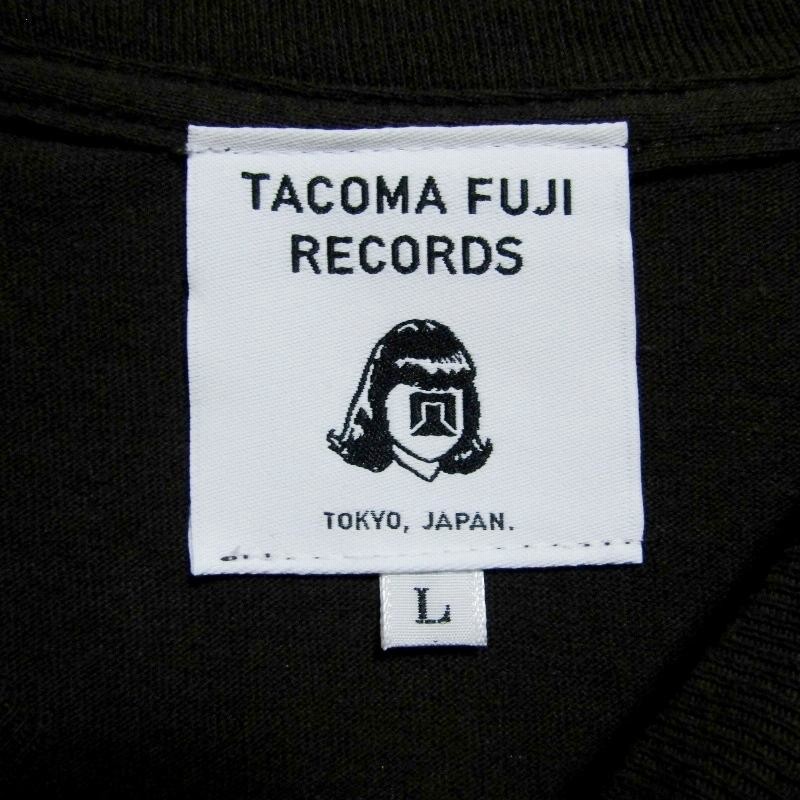 TACOMA FUJI
RECORDS
TOKYO, JAPAN.
L